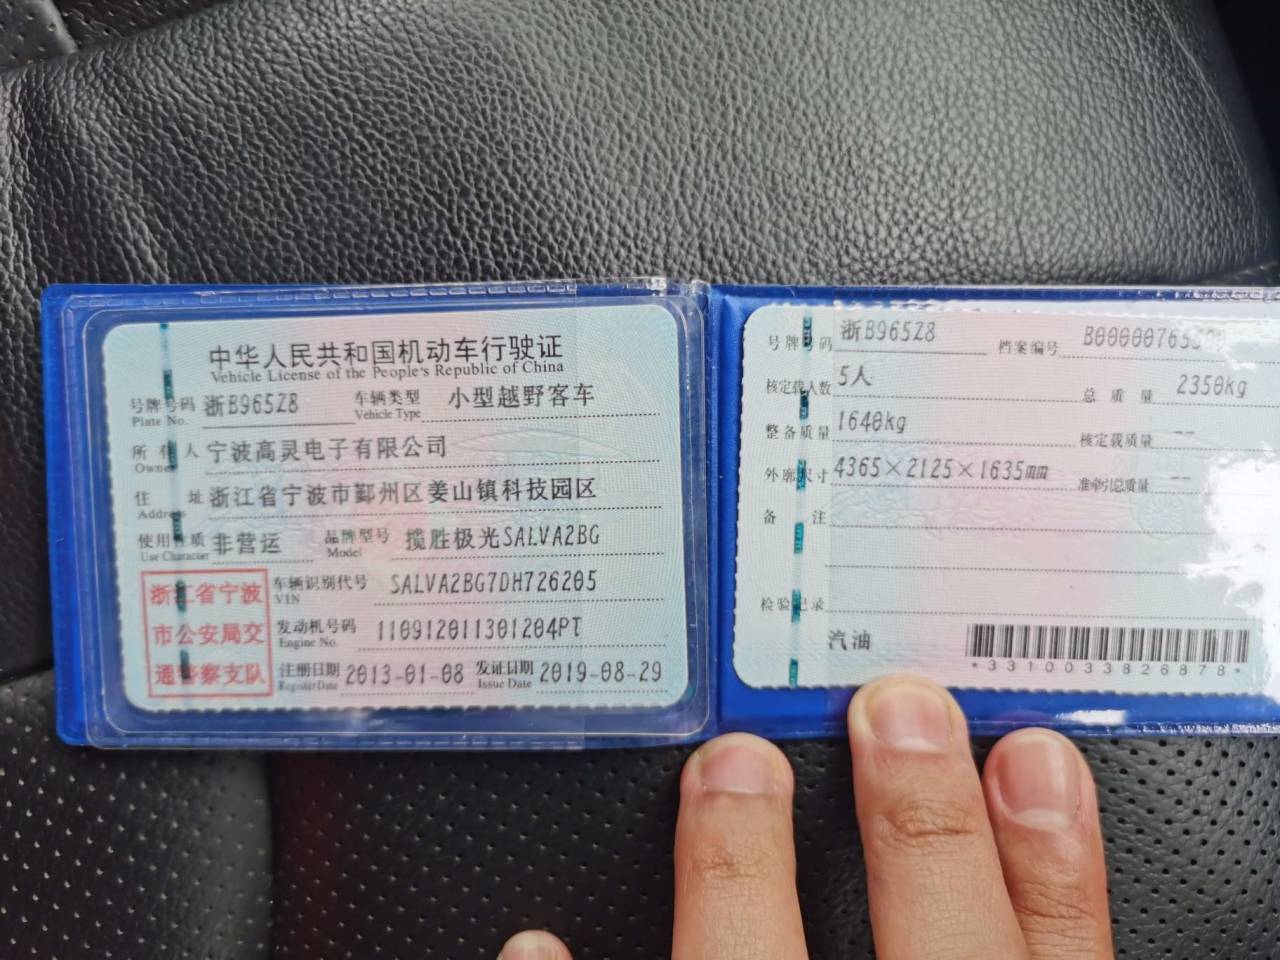 中华人民共和国机动车行驶证
Vehicle License of the People's Republic of China
号牌号码 浙B965Z8 车辆类型 小型越野客车
Plate No. Vehicle Type
所有人 宁波高灵电子有限公司
Owner
住址 浙江省宁波市鄞州区姜山镇科技园区
Address
使用性质 非营运 品牌型号 揽胜极光SALVA2BG
Use Character Model
浙江省宁波
市公安局交
通警察支队
车辆识别代号 SALVA2BG7DH726205
VIN
发动机号码 110912011301204PT
Engine No.
注册日期 2013-01-08 发证日期 2019-08-29
Register Date Issue Date
号牌号码 浙B965Z8 档案编号
核定载人数 5人 总质量 2350kg
整备质量 1640kg 核定载质量 --
外廓尺寸 4365×2125×1635mm 准牵引总质量 --
备注
检验记录
汽油
*3310033826878*